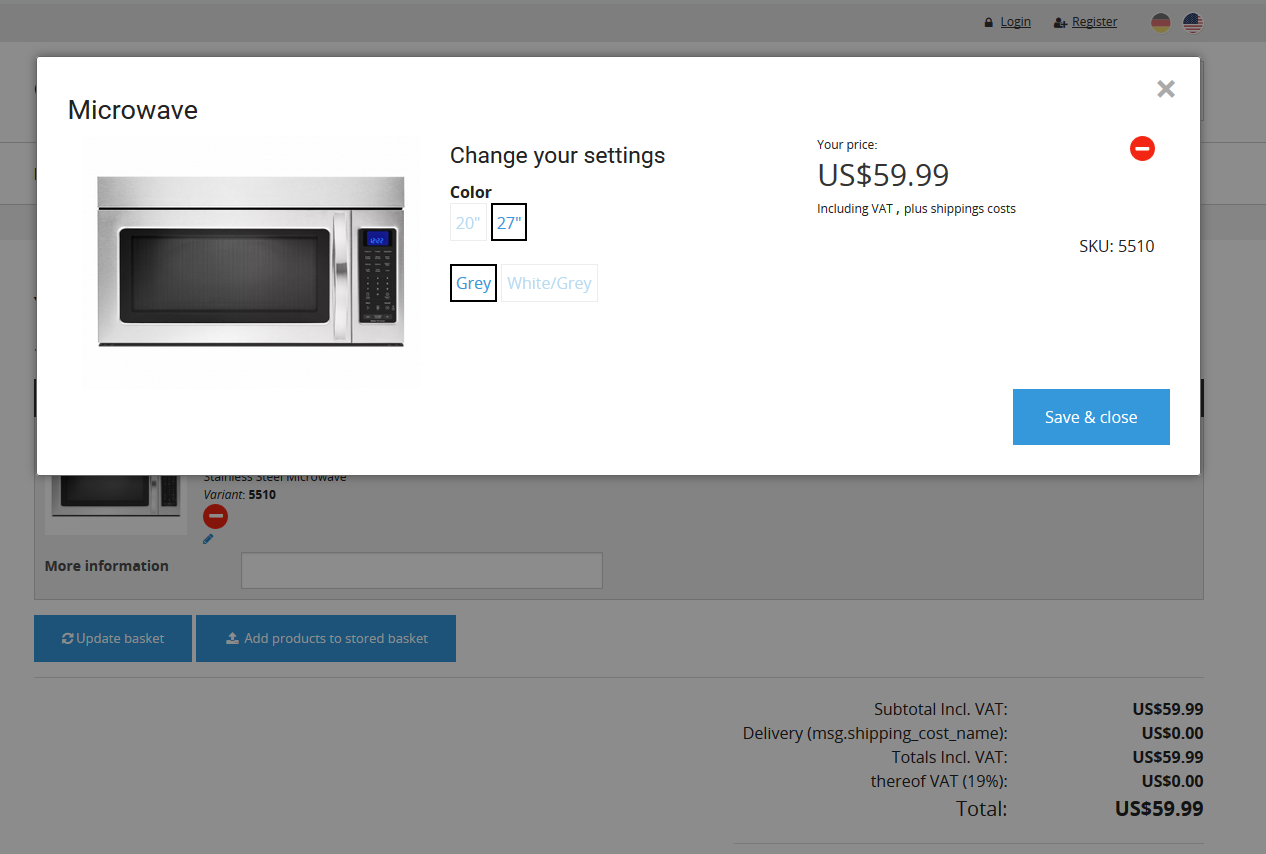 Login Register
Microwave
Change your settings
Color
20" 27"
Grey White/Grey
Your price:
US$59.99
Including VAT , plus shippings costs
SKU: 5510
Save & close
Stainless Steel Microwave
Variant: 5510
More information
Update basket Add products to stored basket
Subtotal Incl. VAT: US$59.99
Delivery (msg.shipping_cost_name): US$0.00
Totals Incl. VAT: US$59.99
thereof VAT (19%): US$0.00
Total: US$59.99